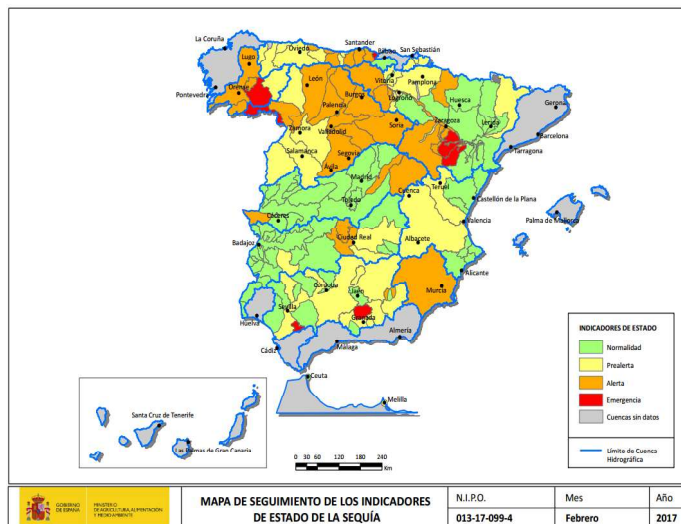 La Coruña
Lugo
Oviedo
Santander
Bilbao
San Sebastián
Pontevedra
Orense
León
Vitoria
Pamplona
Burgos
Logroño
Huesca
Gerona
Palencia
Zamora
Valladolid
Soria
Zaragoza
Lerida
Barcelona
Tarragona
Salamanca
Segovia
Ávila
Madrid
Teruel
Cuenca
Castellón de la Plana
Toledo
Cáceres
Valencia
Palma de Mallorca
Badajoz
Ciudad Real
Albacete
Alicante
Córdoba
Jaén
Murcia
Sevilla
Huelva
Granada
Almería
Cádiz
Málaga
Ceuta
Melilla
Santa Cruz de Tenerife
Las Palmas de Gran Canaria
0 30 60 120 180 240
Km
INDICADORES DE ESTADO
Normalidad
Prealerta
Alerta
Emergencia
Cuencas sin datos
Límite de Cuenca
Hidrográfica
GOBIERNO
DE ESPAÑA
MINISTERIO
DE AGRICULTURA, ALIMENTACIÓN
Y MEDIO AMBIENTE
MAPA DE SEGUIMIENTO DE LOS INDICADORES
DE ESTADO DE LA SEQUÍA
N.I.P.O.
013-17-099-4
Mes
Febrero
Año
2017